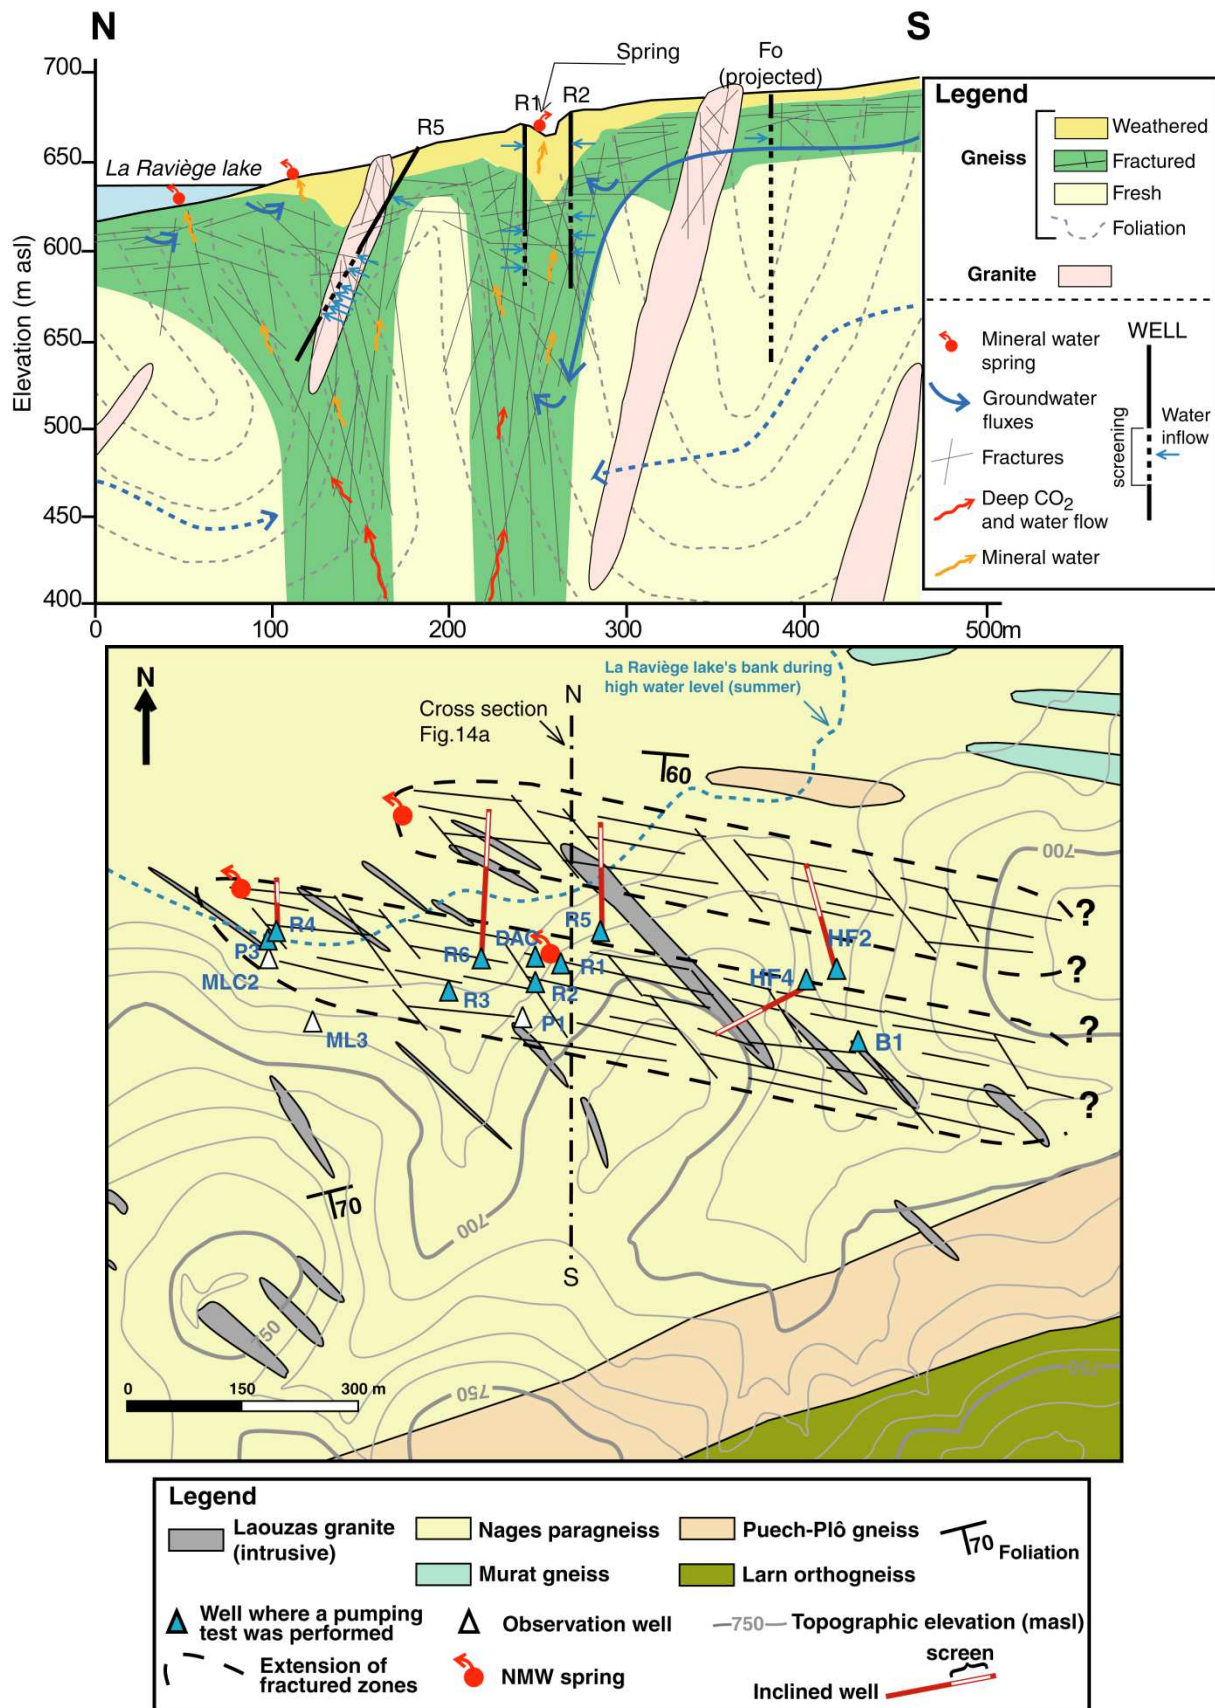 N
S
Spring
Fo
(projected)
R1
R2
R5
La Raviège lake
Elevation (m asl)
700
650
600
650
500
450
400
0
100
200
300
400
500m
Legend
Gneiss
Weathered
Fractured
Fresh
Foliation
Granite
Mineral water
spring
Groundwater
fluxes
Fractures
Deep CO₂
and water flow
Mineral water
WELL
screening
Water
inflow
N
La Raviège lake's bank during
high water level (summer)
N
Cross section
Fig.14a
60
700
?
?
?
?
R4
P3
MLC2
ML3
R6
R3
DAC
R5
R1
R2
P1
HF2
HF4
B1
70
700
S
750
750
750
0
150
300 m
Legend
Laouzas granite
(intrusive)
Nages paragneiss
Puech-Plô gneiss
70 Foliation
Murat gneiss
Larn orthogneiss
Well where a pumping
test was performed
Observation well
750 Topographic elevation (masl)
Extension of
fractured zones
NMW spring
screen
Inclined well